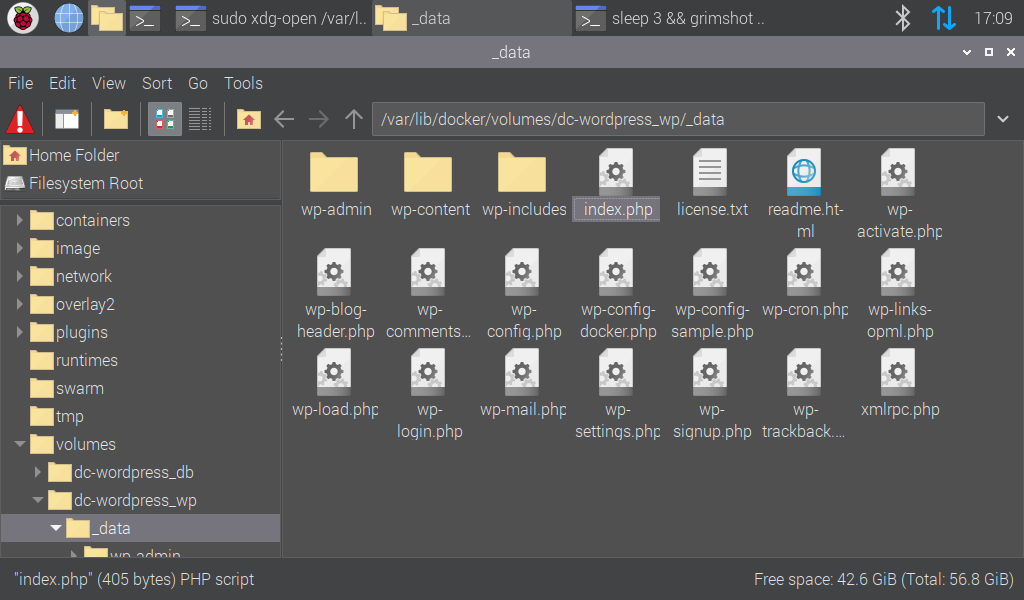 sudo xdg-open /var/l..
_data
sleep 3 && grimshot ..
17:09
_data
File Edit View Sort Go Tools
/var/lib/docker/volumes/dc-wordpress_wp/_data
Home Folder
Filesystem Root
containers
image
network
overlay2
plugins
runtimes
swarm
tmp
volumes
dc-wordpress_db
dc-wordpress_wp
_data
wp-admin
wp-admin
wp-content
wp-includes
index.php
license.txt
readme.ht-
ml
wp-
activate.php
wp-blog-
header.php
wp-
comments...
wp-
config.php
wp-config-
docker.php
wp-config-
sample.php
wp-cron.php
wp-links-
opml.php
wp-load.php
wp-
login.php
wp-mail.php
wp-
settings.php
wp-
signup.php
wp-
trackback....
xmlrpc.php
"index.php" (405 bytes) PHP script
Free space: 42.6 GiB (Total: 56.8 GiB)